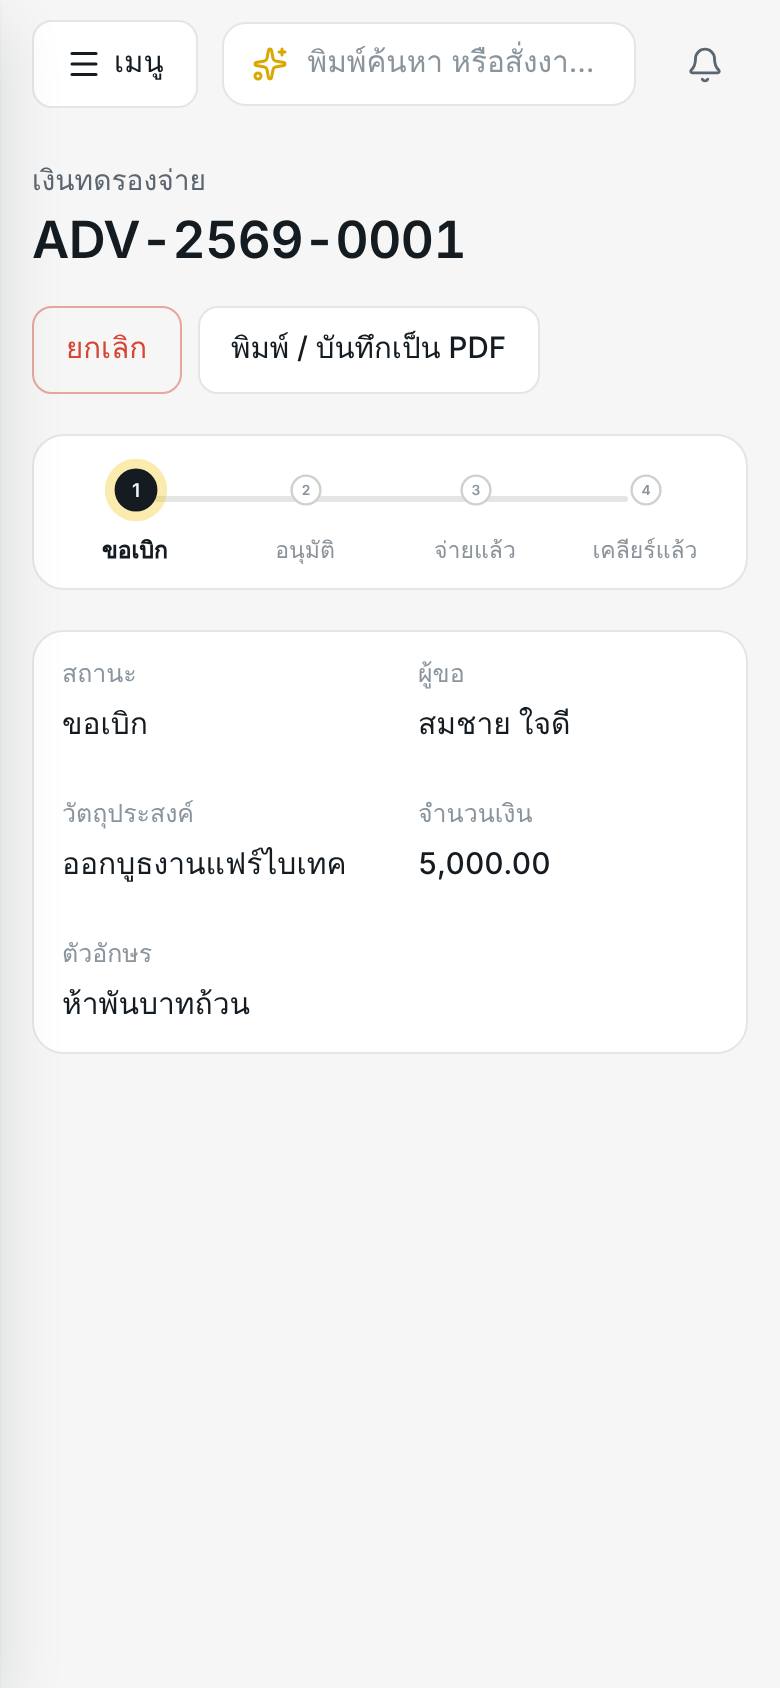 เมนู
พิมพ์ค้นหา หรือสั่งงา...
เงินทดรองจ่าย
ADV-2569-0001
ยกเลิก
พิมพ์ / บันทึกเป็น PDF
1 2 3 4
ขอเบิก อนุมัติ จ่ายแล้ว เคลียร์แล้ว
สถานะ ผู้ขอ
ขอเบิก สมชาย ใจดี
วัตถุประสงค์ จำนวนเงิน
ออกบูธงานแฟร์ไบเทค 5,000.00
ตัวอักษร
ห้าพันบาทถ้วน